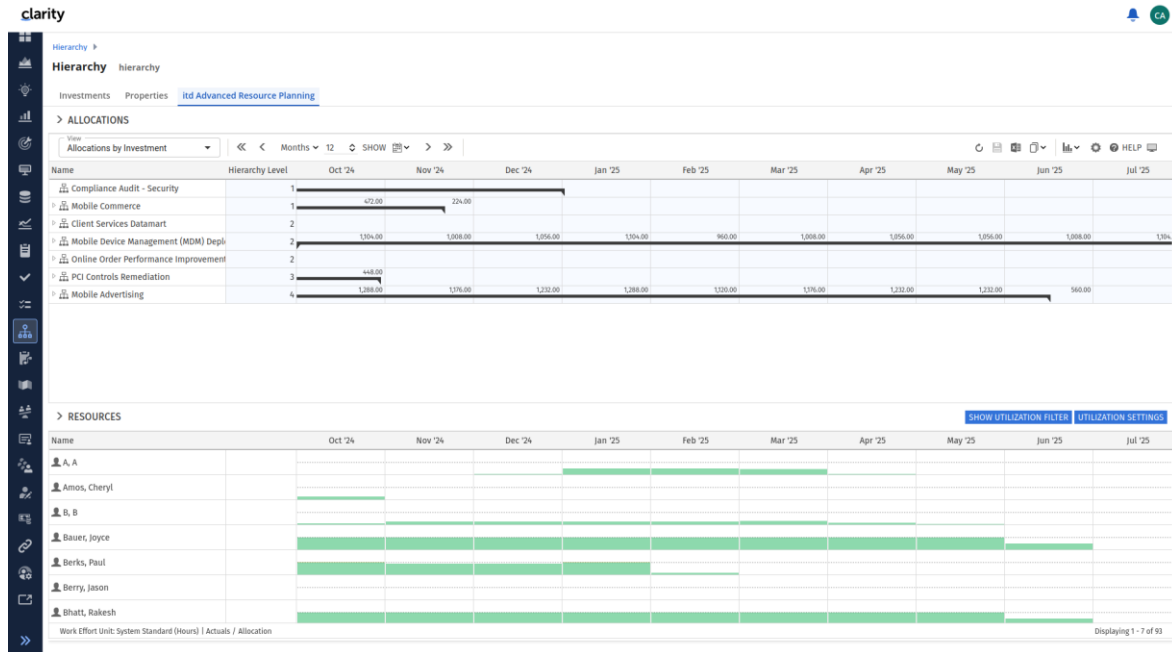 clarity
CA
Hierarchy
Hierarchy hierarchy
Investments Properties itd Advanced Resource Planning
ALLOCATIONS
View
Allocations by Investment Months 12 SHOW HELP
Name Hierarchy Level Oct '24 Nov '24 Dec '24 Jan '25 Feb '25 Mar '25 Apr '25 May '25 Jun '25 Jul '25
Compliance Audit - Security 1
Mobile Commerce 1 472.00 224.00
Client Services Datamart 2
Mobile Device Management (MDM) Depl 2 1,104.00 1,008.00 1,056.00 1,104.00 960.00 1,008.00 1,056.00 1,056.00 1,008.00 1,104.
Online Order Performance Improvement 2
PCI Controls Remediation 3 448.00
Mobile Advertising 4 1,288.00 1,176.00 1,232.00 1,288.00 1,120.00 1,176.00 1,232.00 1,232.00 560.00
RESOURCES SHOW UTILIZATION FILTER UTILIZATION SETTINGS
Name Oct '24 Nov '24 Dec '24 Jan '25 Feb '25 Mar '25 Apr '25 May '25 Jun '25 Jul '25
A, A
Amos, Cheryl
B, B
Bauer, Joyce
Berks, Paul
Berry, Jason
Bhatt, Rakesh
Work Effort Unit: System Standard (Hours) | Actuals / Allocation Displaying 1 - 7 of 93